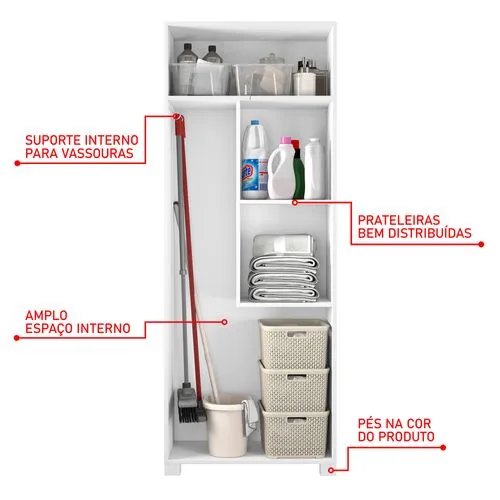 SUPORTE INTERNO
PARA VASSOURAS
PRATELEIRAS
BEM DISTRIBUÍDAS
AMPLO
ESPAÇO INTERNO
PÉS NA COR
DO PRODUTO